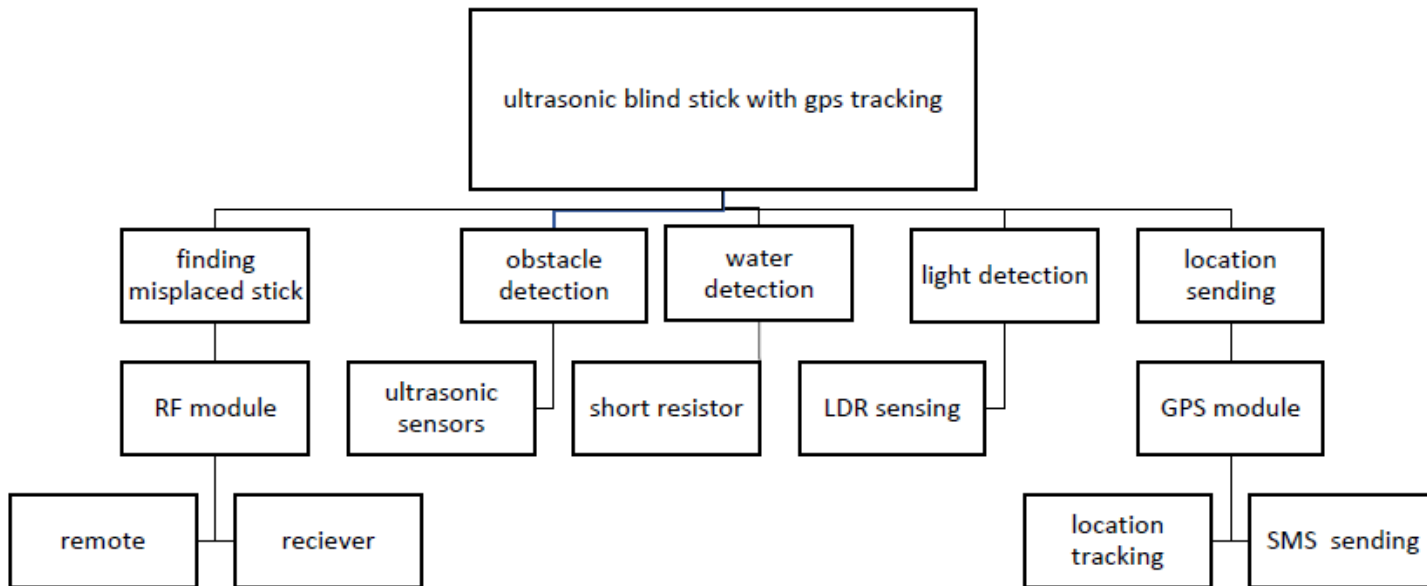 ultrasonic blind stick with gps tracking
finding
misplaced stick
obstacle
detection
water
detection
light detection
location
sending
RF module
ultrasonic
sensors
short resistor
LDR sensing
GPS module
remote
reciever
location
tracking
SMS sending